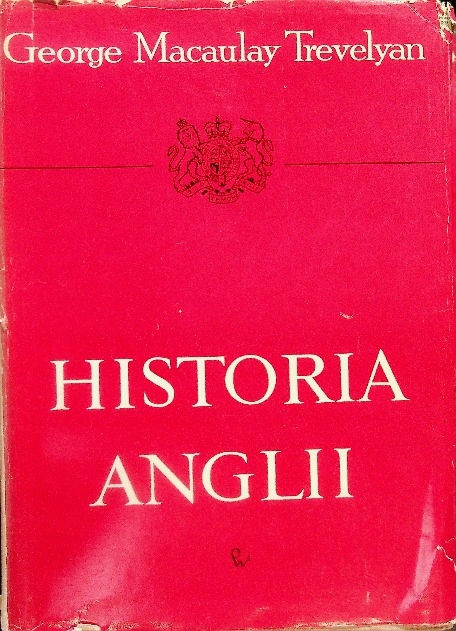 George Macaulay Trevelyan
HISTORIA
ANGLII